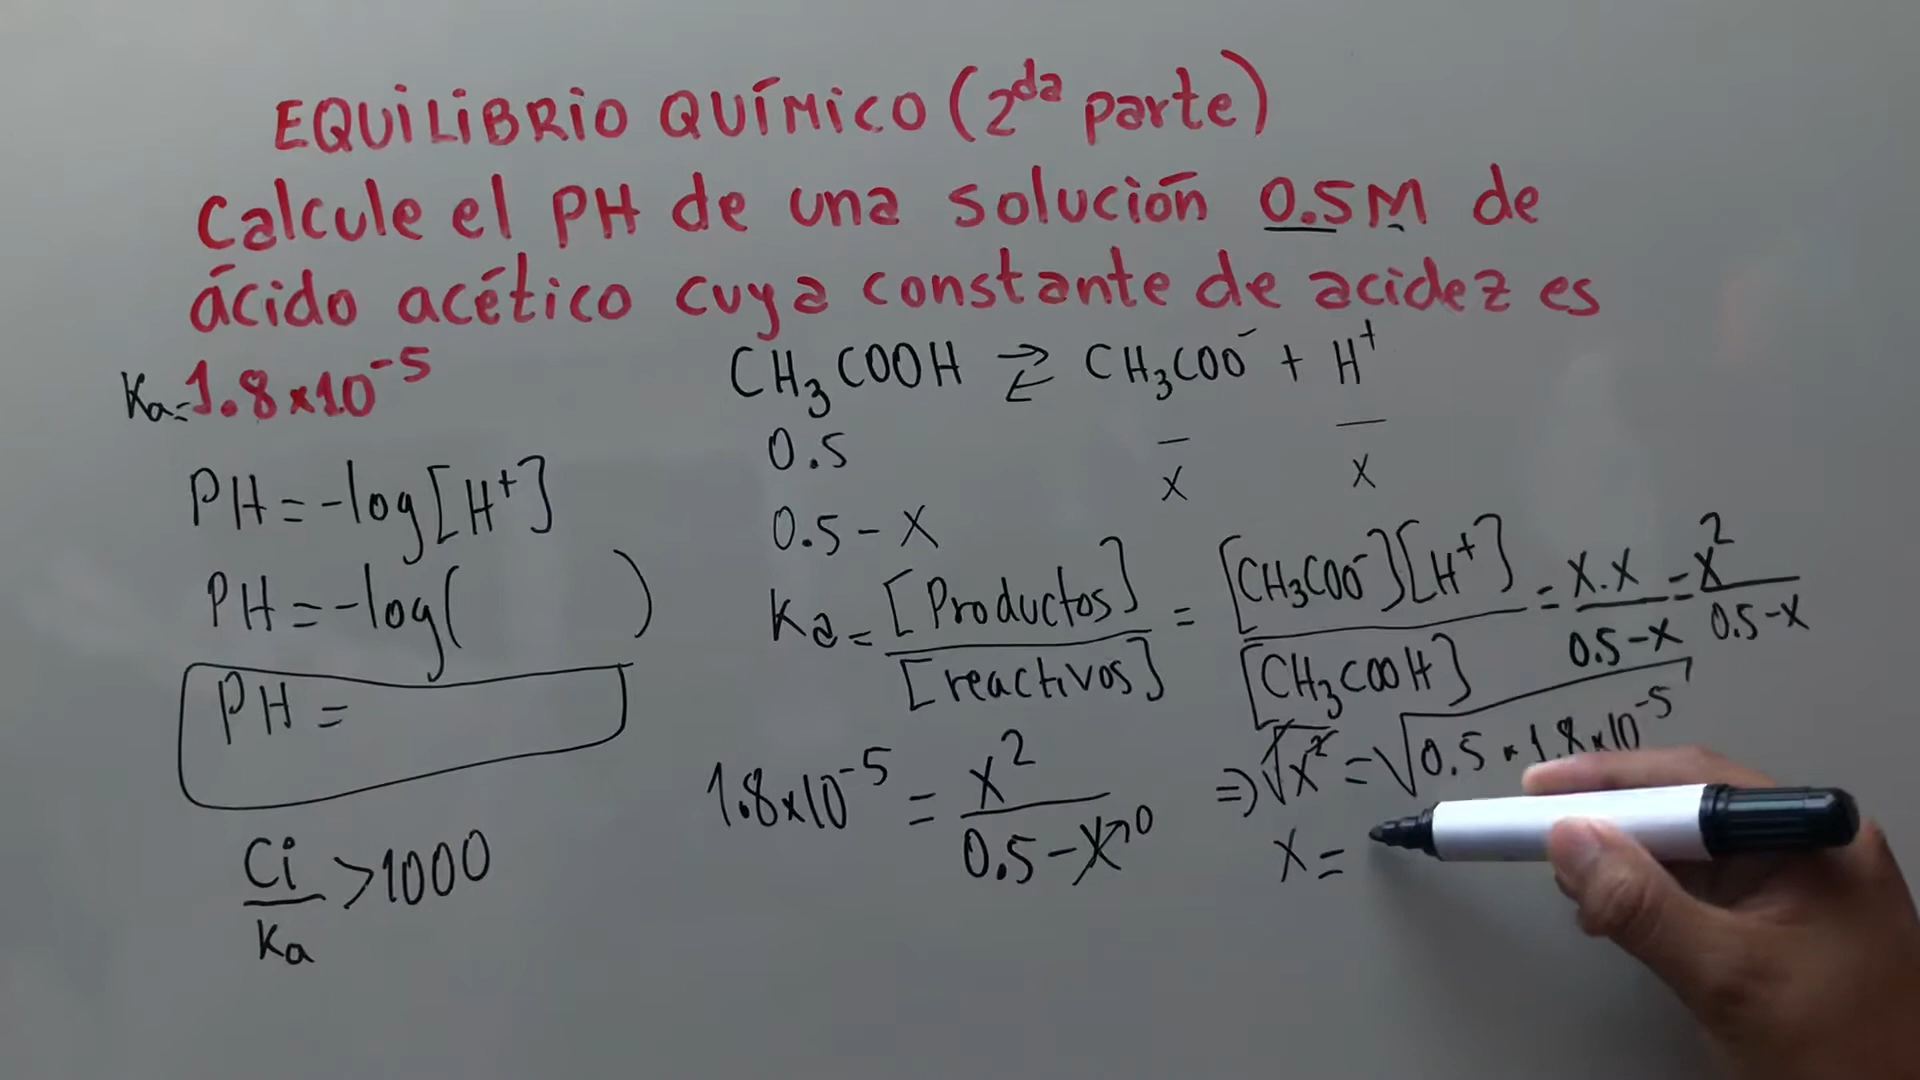 EQUILIBRIO QUÍMICO (2da parte)
Calcule el PH de una solución 0.5M de
ácido acético cuya constante de acidez es
Ka=1.8x10⁻⁵
CH₃COOH ⇌ CH₃COO⁻ + H⁺
0.5 — —
x x
0.5-x
PH=-log[H⁺]
PH=-log( )
PH=
Ci/Ka >1000
Ka=[Productos]/[reactivos] = [CH₃COO⁻][H⁺]/[CH₃COOH] = x.x/0.5-x = x²/0.5-x
1.8x10⁻⁵ = x²/0.5-x→0
⇒√x² = √0.5 * 1.8x10⁻⁵
x=